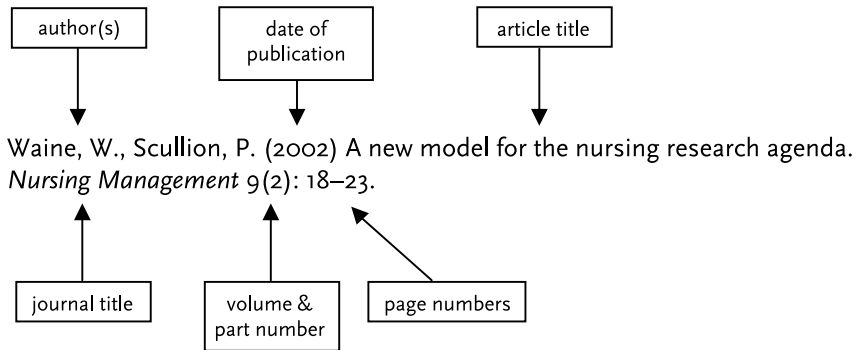 author(s)
date of
publication
article title
Waine, W., Scullion, P. (2002) A new model for the nursing research agenda.
Nursing Management 9(2): 18–23.
journal title
volume &
part number
page numbers